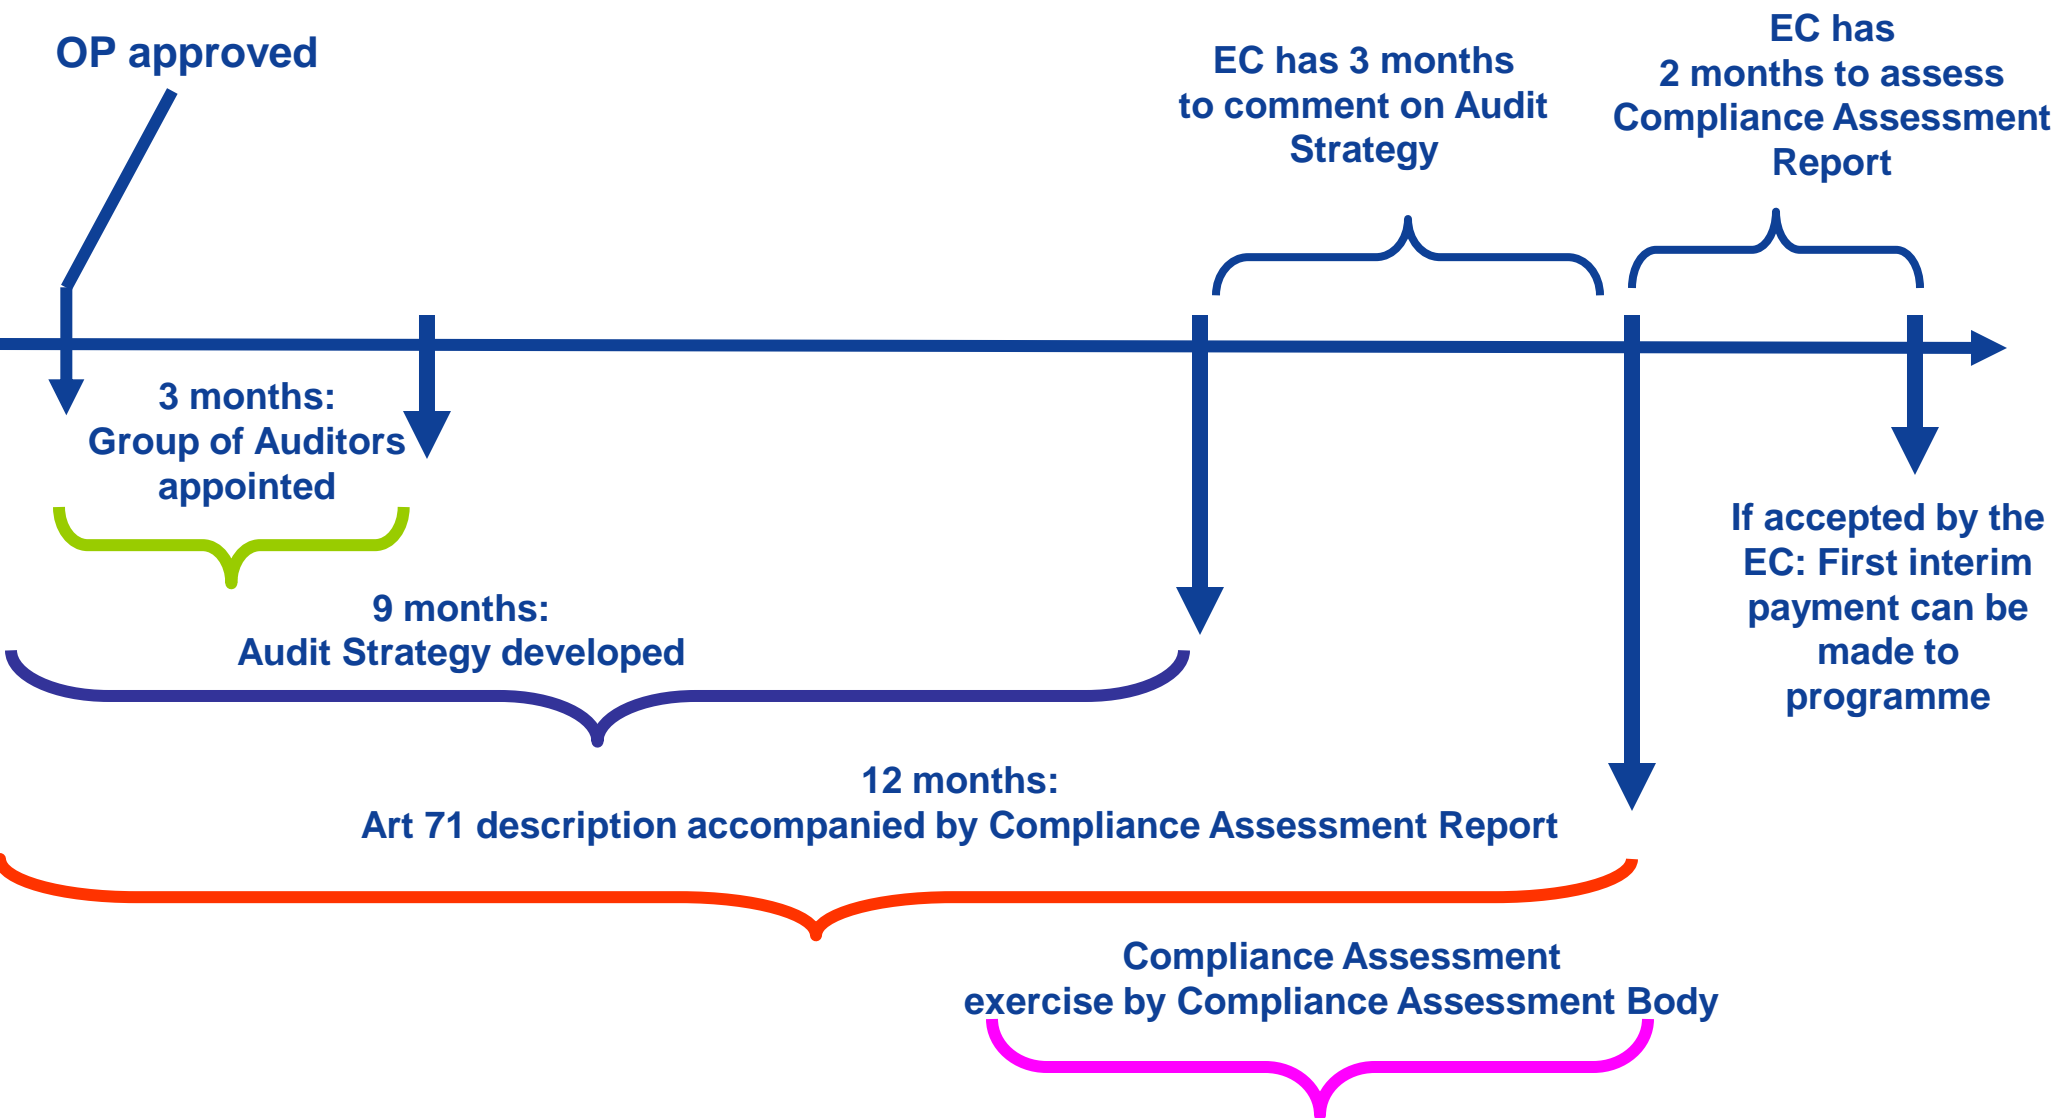 OP approved
EC has 3 months
to comment on Audit
Strategy
EC has
2 months to assess
Compliance Assessment
Report
3 months:
Group of Auditors
appointed
9 months:
Audit Strategy developed
If accepted by the
EC: First interim
payment can be
made to
programme
12 months:
Art 71 description accompanied by Compliance Assessment Report
Compliance Assessment
exercise by Compliance Assessment Body